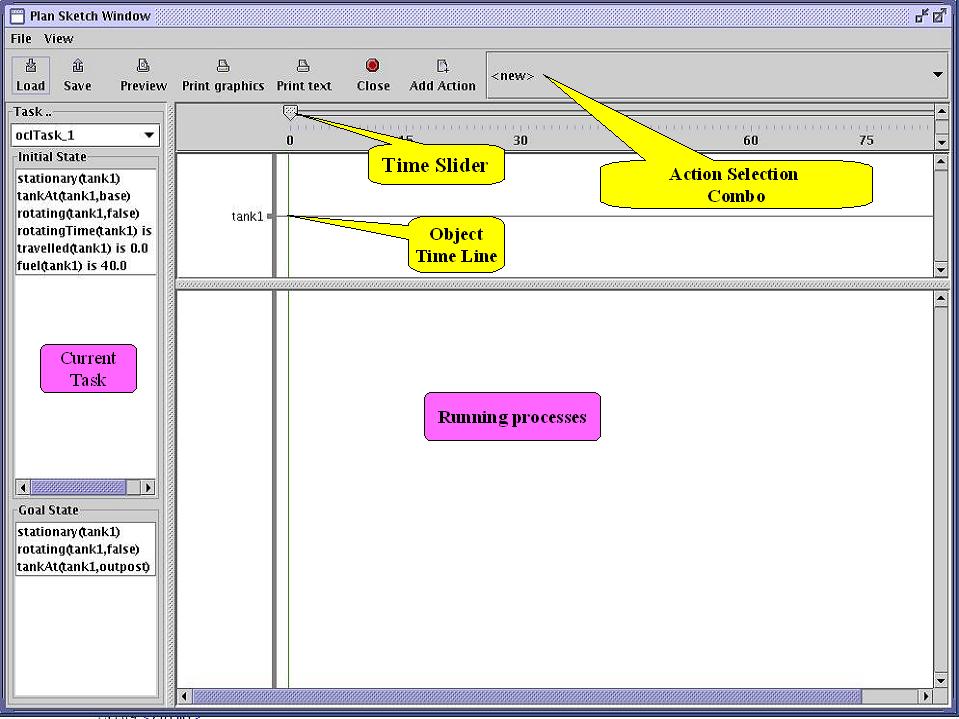 Plan Sketch Window
File View
Load Save Preview Print graphics Print text Close Add Action <new>
Task ..
oclTask_1
0 15 30 60 75
Initial State
stationary(tank1)
tankAt(tank1,base)
rotating(tank1,false)
rotatingTime(tank1) is
travelled(tank1) is 0.0
fuel(tank1) is 40.0
Time Slider
Action Selection
Combo
tank1
Object
Time Line
Current
Task
Running processes
Goal State
stationary(tank1)
rotating(tank1,false)
tankAt(tank1,outpost)